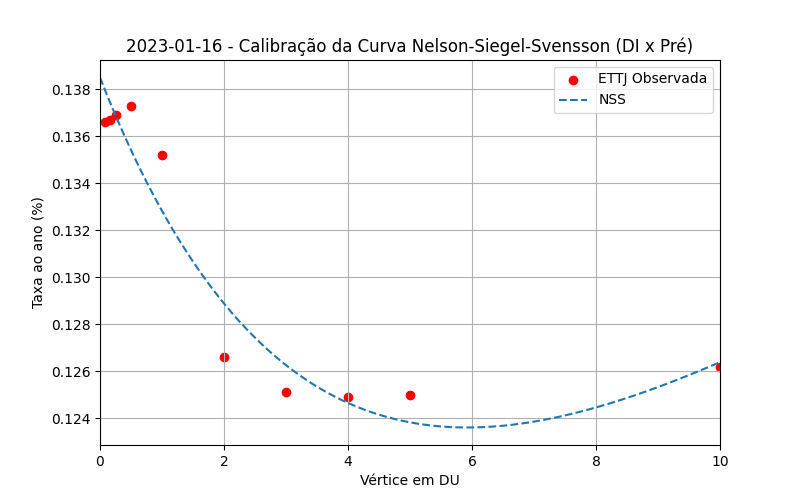 2023-01-16 - Calibração da Curva Nelson-Siegel-Svensson (DI x Pré)
ETTJ Observada
NSS
Taxa ao ano (%)
0.138
0.136
0.134
0.132
0.130
0.128
0.126
0.124
0 2 4 6 8 10
Vértice em DU